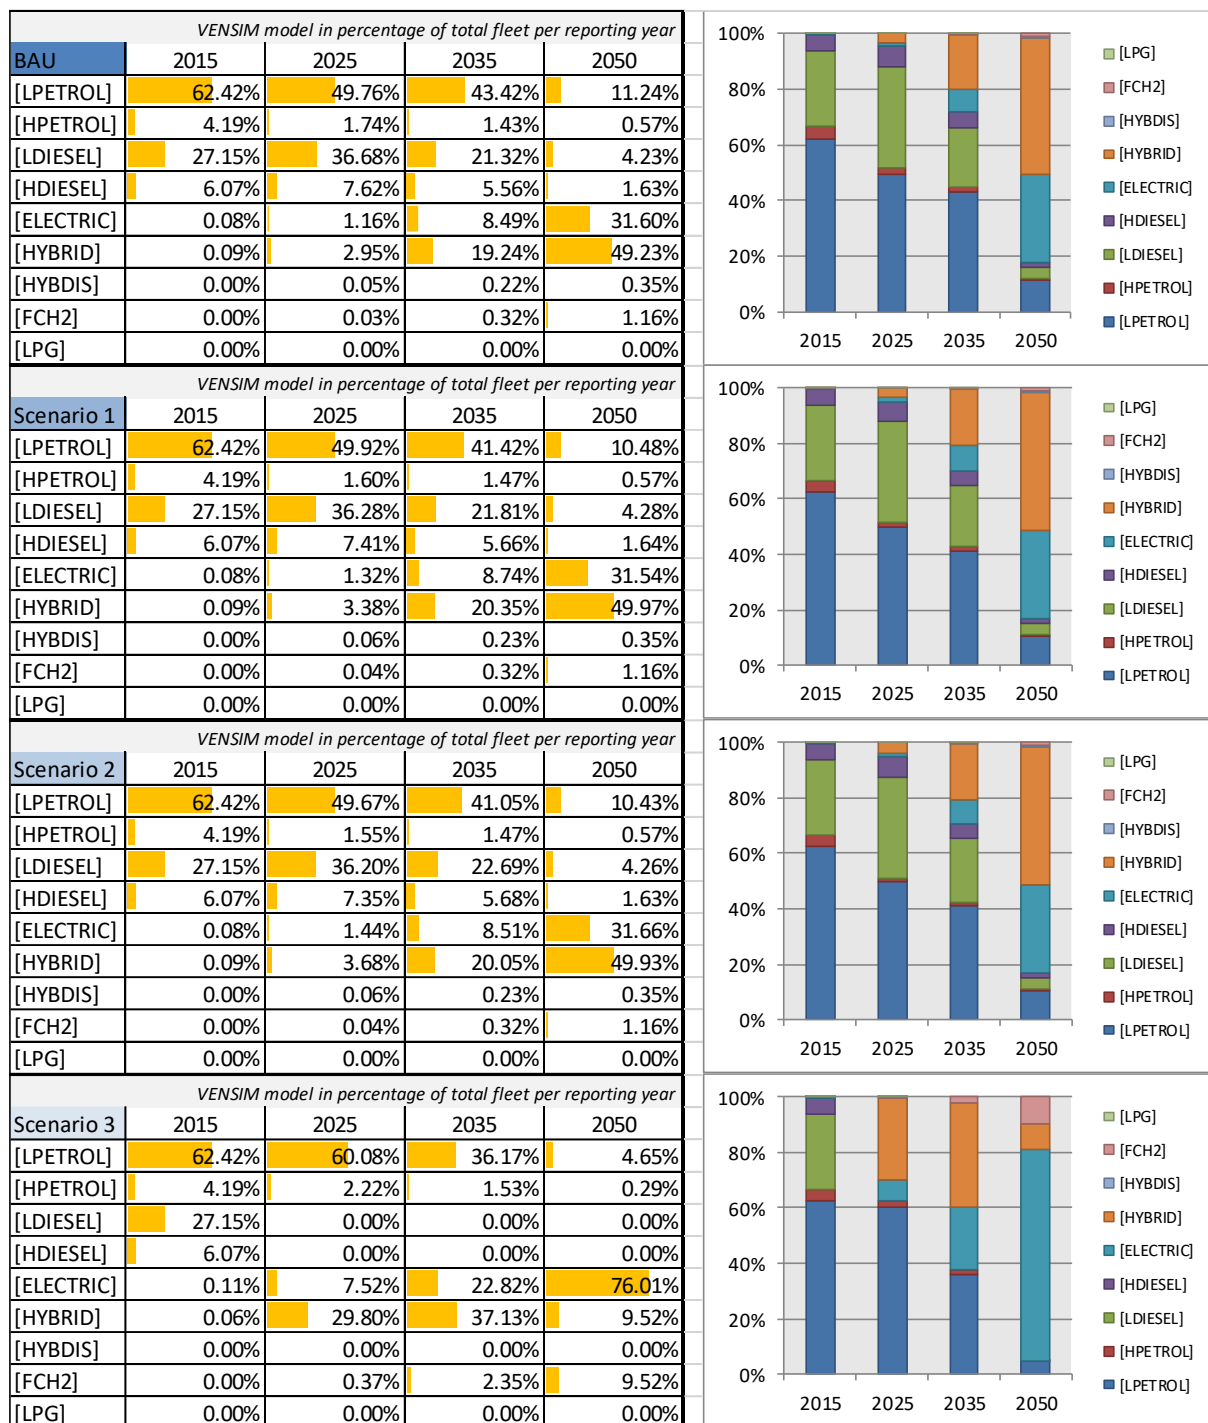 VENSIM model in percentage of total fleet per reporting year
BAU 2015 2025 2035 2050
[LPETROL] 62.42% 49.76% 43.42% 11.24%
[HPETROL] 4.19% 1.74% 1.43% 0.57%
[LDIESEL] 27.15% 36.68% 21.32% 4.23%
[HDIESEL] 6.07% 7.62% 5.56% 1.63%
[ELECTRIC] 0.08% 1.16% 8.49% 31.60%
[HYBRID] 0.09% 2.95% 19.24% 49.23%
[HYBDIS] 0.00% 0.05% 0.22% 0.35%
[FCH2] 0.00% 0.03% 0.32% 1.16%
[LPG] 0.00% 0.00% 0.00% 0.00%
100%
80%
60%
40%
20%
0%
2015 2025 2035 2050
[LPG]
[FCH2]
[HYBDIS]
[HYBRID]
[ELECTRIC]
[HDIESEL]
[LDIESEL]
[HPETROL]
[LPETROL]
VENSIM model in percentage of total fleet per reporting year
Scenario 1 2015 2025 2035 2050
[LPETROL] 62.42% 49.92% 41.42% 10.48%
[HPETROL] 4.19% 1.60% 1.47% 0.57%
[LDIESEL] 27.15% 36.28% 21.81% 4.28%
[HDIESEL] 6.07% 7.41% 5.66% 1.64%
[ELECTRIC] 0.08% 1.32% 8.74% 31.54%
[HYBRID] 0.09% 3.38% 20.35% 49.97%
[HYBDIS] 0.00% 0.06% 0.23% 0.35%
[FCH2] 0.00% 0.04% 0.32% 1.16%
[LPG] 0.00% 0.00% 0.00% 0.00%
100%
80%
60%
40%
20%
0%
2015 2025 2035 2050
[LPG]
[FCH2]
[HYBDIS]
[HYBRID]
[ELECTRIC]
[HDIESEL]
[LDIESEL]
[HPETROL]
[LPETROL]
VENSIM model in percentage of total fleet per reporting year
Scenario 2 2015 2025 2035 2050
[LPETROL] 62.42% 49.67% 41.05% 10.43%
[HPETROL] 4.19% 1.55% 1.47% 0.57%
[LDIESEL] 27.15% 36.20% 22.69% 4.26%
[HDIESEL] 6.07% 7.35% 5.68% 1.63%
[ELECTRIC] 0.08% 1.44% 8.51% 31.66%
[HYBRID] 0.09% 3.68% 20.05% 49.93%
[HYBDIS] 0.00% 0.06% 0.23% 0.35%
[FCH2] 0.00% 0.04% 0.32% 1.16%
[LPG] 0.00% 0.00% 0.00% 0.00%
100%
80%
60%
40%
20%
0%
2015 2025 2035 2050
[LPG]
[FCH2]
[HYBDIS]
[HYBRID]
[ELECTRIC]
[HDIESEL]
[LDIESEL]
[HPETROL]
[LPETROL]
VENSIM model in percentage of total fleet per reporting year
Scenario 3 2015 2025 2035 2050
[LPETROL] 62.42% 60.08% 36.17% 4.65%
[HPETROL] 4.19% 2.22% 1.53% 0.29%
[LDIESEL] 27.15% 0.00% 0.00% 0.00%
[HDIESEL] 6.07% 0.00% 0.00% 0.00%
[ELECTRIC] 0.11% 7.52% 22.82% 76.01%
[HYBRID] 0.06% 29.80% 37.13% 9.52%
[HYBDIS] 0.00% 0.00% 0.00% 0.00%
[FCH2] 0.00% 0.37% 2.35% 9.52%
[LPG] 0.00% 0.00% 0.00% 0.00%
100%
80%
60%
40%
20%
0%
2015 2025 2035 2050
[LPG]
[FCH2]
[HYBDIS]
[HYBRID]
[ELECTRIC]
[HDIESEL]
[LDIESEL]
[HPETROL]
[LPETROL]